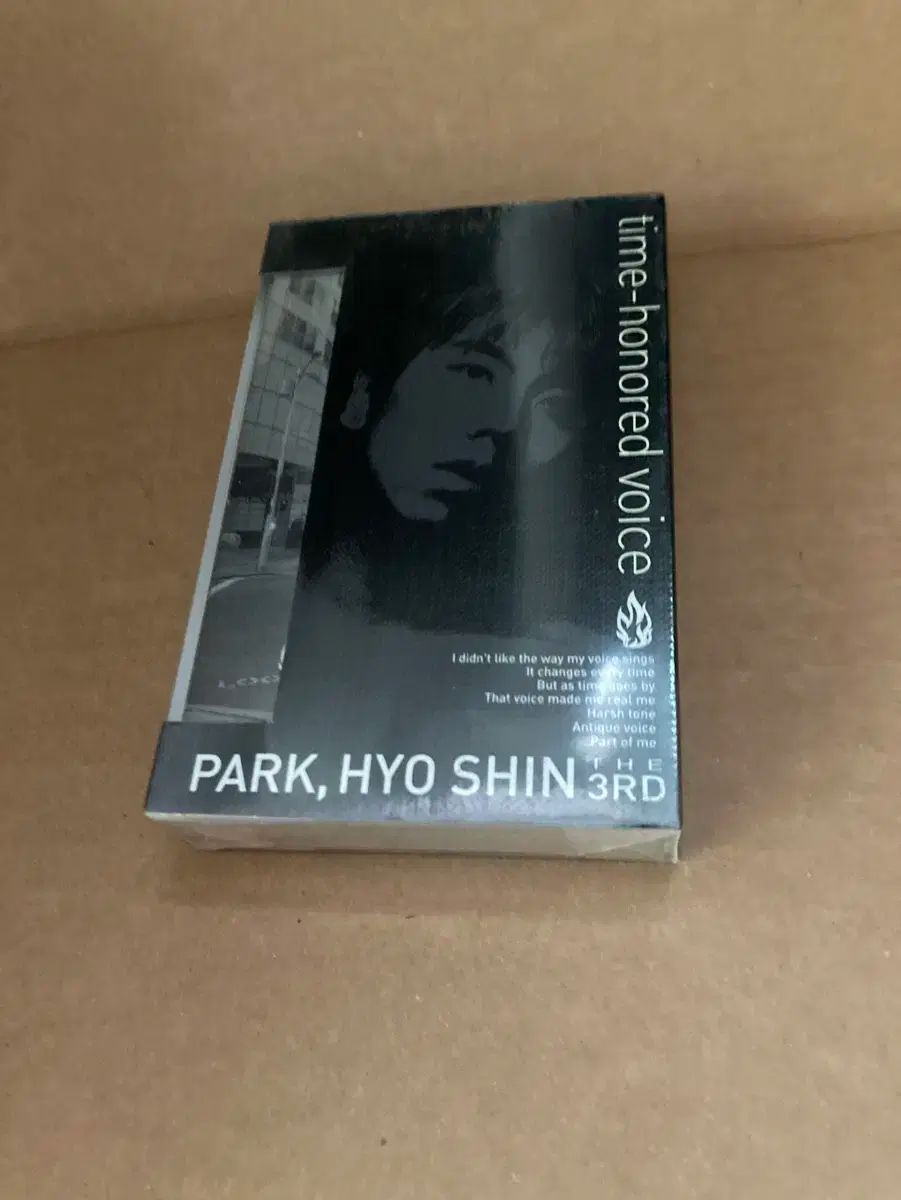 time-honored voice
I didn't like the way my voice sings
It changes every time
But as time goes by
That voice made me real me
Harsh tone
Antique voice
Part of me
PARK, HYO SHIN THE 3RD